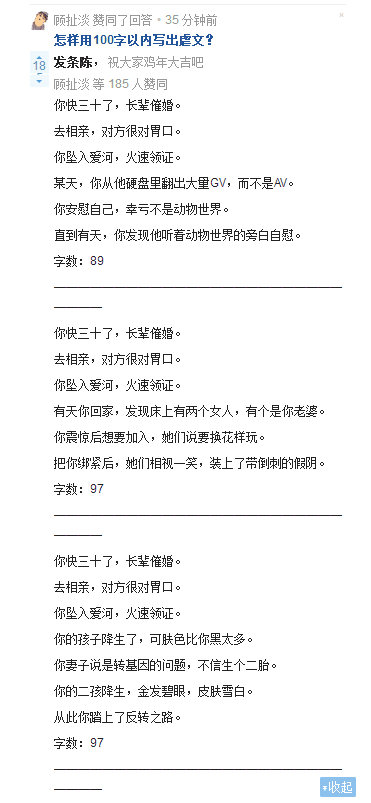 顾扯淡 赞同了回答 · 35 分钟前
×
怎样用100字以内写出虐文？
18
发条陈，祝大家鸡年大吉吧
顾扯淡 等 185 人赞同
你快三十了，长辈催婚。
去相亲，对方很对胃口。
你坠入爱河，火速领证。
某天，你从他硬盘里翻出大量GV，而不是AV。
你安慰自己，幸亏不是动物世界。
直到有天，你发现他听着动物世界的旁白自慰。
字数：89
你快三十了，长辈催婚。
去相亲，对方很对胃口。
你坠入爱河，火速领证。
有天你回家，发现床上有两个女人，有个是你老婆。
你震惊后想要加入，她们说要换花样玩。
把你绑紧后，她们相视一笑，装上了带倒刺的假阴。
字数：97
你快三十了，长辈催婚。
去相亲，对方很对胃口。
你坠入爱河，火速领证。
你的孩子降生了，可肤色比你黑太多。
你妻子说是转基因的问题，不信生个二胎。
你的二孩降生，金发碧眼，皮肤雪白。
从此你踏上了反转之路。
字数：97
收起